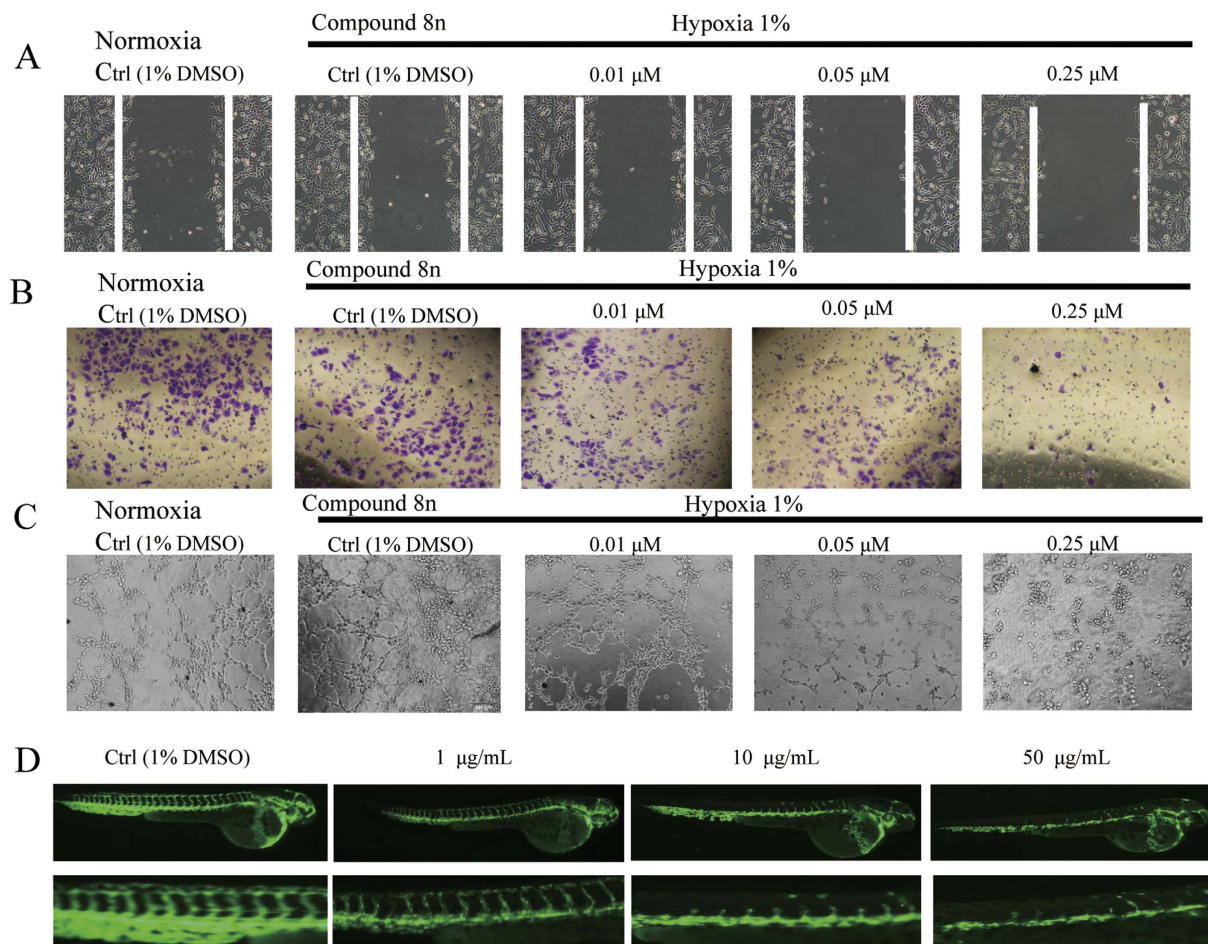 Compound 8n Hypoxia 1%
Normoxia
A
Ctrl (1% DMSO) Ctrl (1% DMSO) 0.01 μM 0.05 μM 0.25 μM
Compound 8n Hypoxia 1%
Normoxia
B
Ctrl (1% DMSO) Ctrl (1% DMSO) 0.01 μM 0.05 μM 0.25 μM
Compound 8n Hypoxia 1%
Normoxia
C
Ctrl (1% DMSO) Ctrl (1% DMSO) 0.01 μM 0.05 μM 0.25 μM
D
Ctrl (1% DMSO) 1 μg/mL 10 μg/mL 50 μg/mL